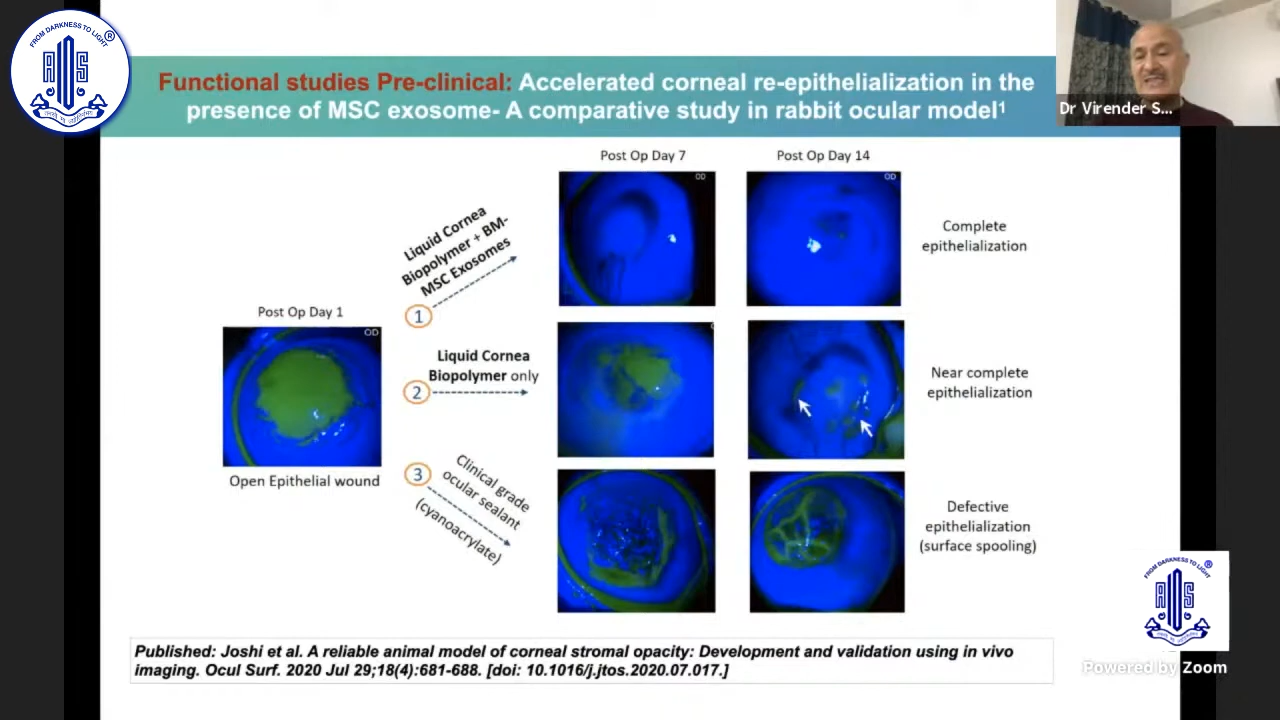 FROM DARKNESS TO LIGHT
®
Functional studies Pre-clinical: Accelerated corneal re-epithelialization in the
presence of MSC exosome- A comparative study in rabbit ocular model¹
Dr Virender S...
Post Op Day 7
Post Op Day 14
OD
OD
Liquid Cornea
Biopolymer + BM-
MSC Exosomes
1
Complete
epithelialization
Post Op Day 1
OD
Open Epithelial wound
Liquid Cornea
Biopolymer only
2
Near complete
epithelialization
3
Clinical grade
ocular sealant
(cyanoacrylate)
Defective
epithelialization
(surface spooling)
Published: Joshi et al. A reliable animal model of corneal stromal opacity: Development and validation using in vivo
imaging. Ocul Surf. 2020 Jul 29;18(4):681-688. [doi: 10.1016/j.jtos.2020.07.017.]
FROM DARKNESS TO LIGHT
®
Powered by Zoom